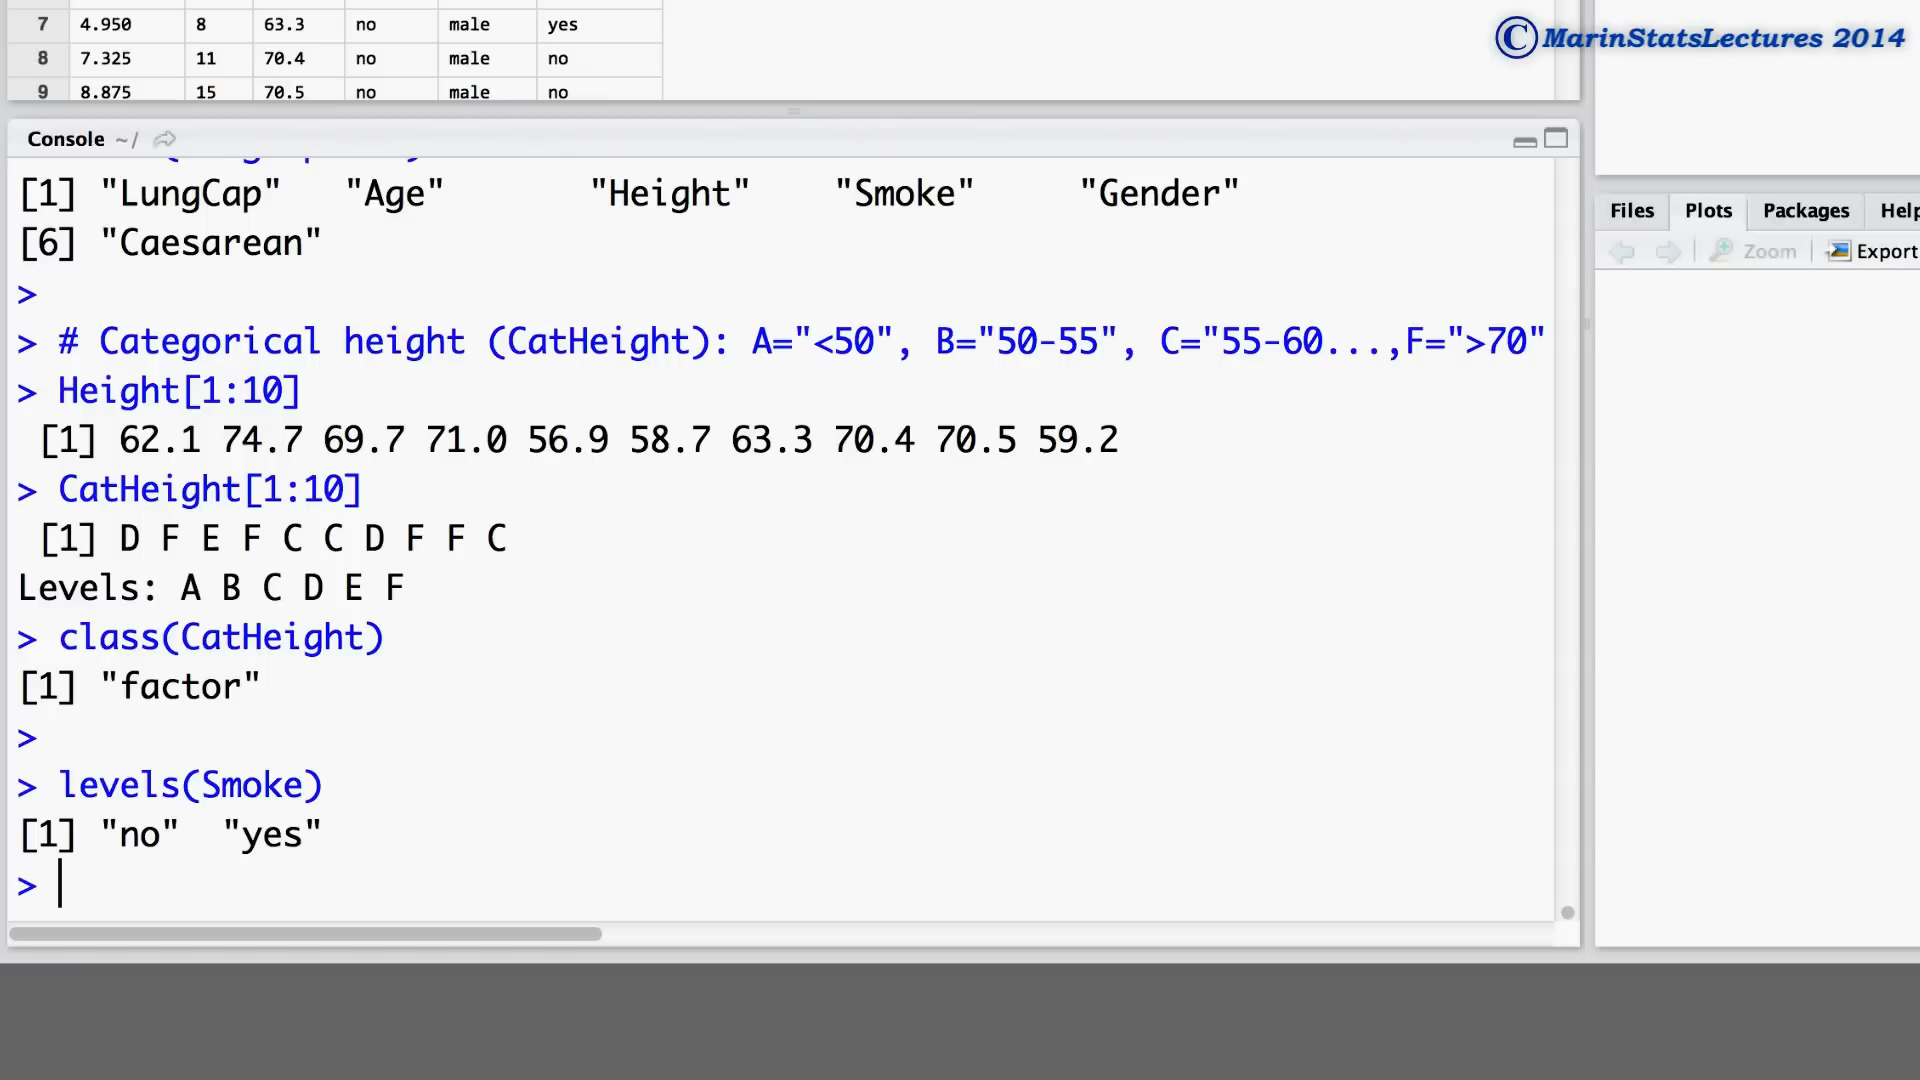 7 4.950 8 63.3 no male yes
8 7.325 11 70.4 no male no
9 8.875 15 70.5 no male no
© MarinStatsLectures 2014
Console ~/
[1] "LungCap" "Age" "Height" "Smoke" "Gender"
[6] "Caesarean"
>
> # Categorical height (CatHeight): A="<50", B="50-55", C="55-60...,F=">70"
> Height[1:10]
[1] 62.1 74.7 69.7 71.0 56.9 58.7 63.3 70.4 70.5 59.2
> CatHeight[1:10]
[1] D F E F C C D F F C
Levels: A B C D E F
> class(CatHeight)
[1] "factor"
>
> levels(Smoke)
[1] "no" "yes"
>
Files Plots Packages Help
Zoom Export